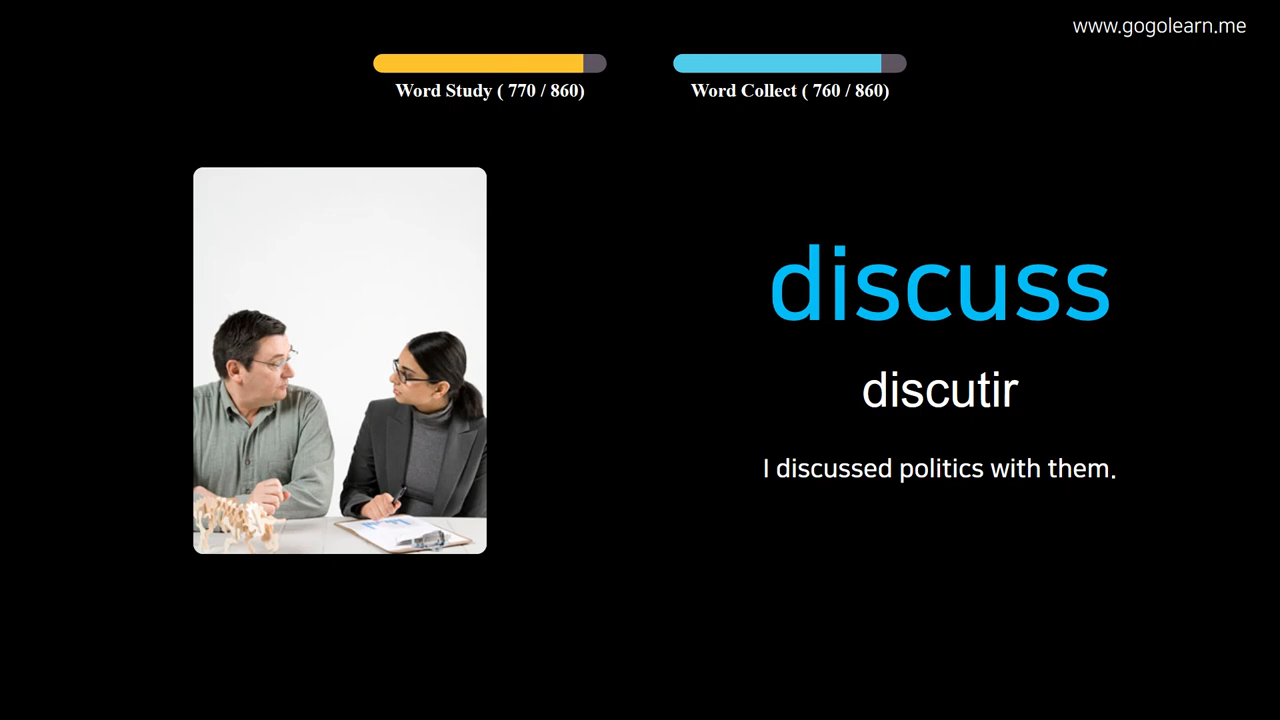 www.gogolearn.me
Word Study ( 770 / 860)
Word Collect ( 760 / 860)
discuss
discutir
I discussed politics with them.